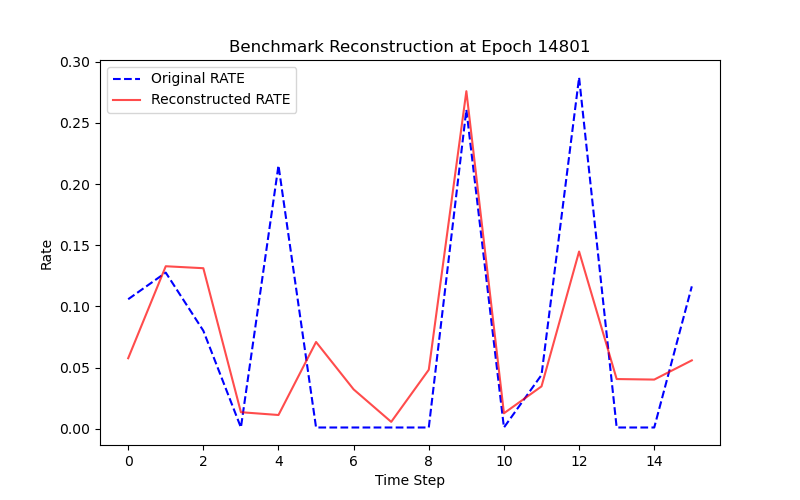 Benchmark Reconstruction at Epoch 14801
Original RATE
Reconstructed RATE
0.30
0.25
0.20
0.15
0.10
0.05
0.00
Rate
0 2 4 6 8 10 12 14
Time Step